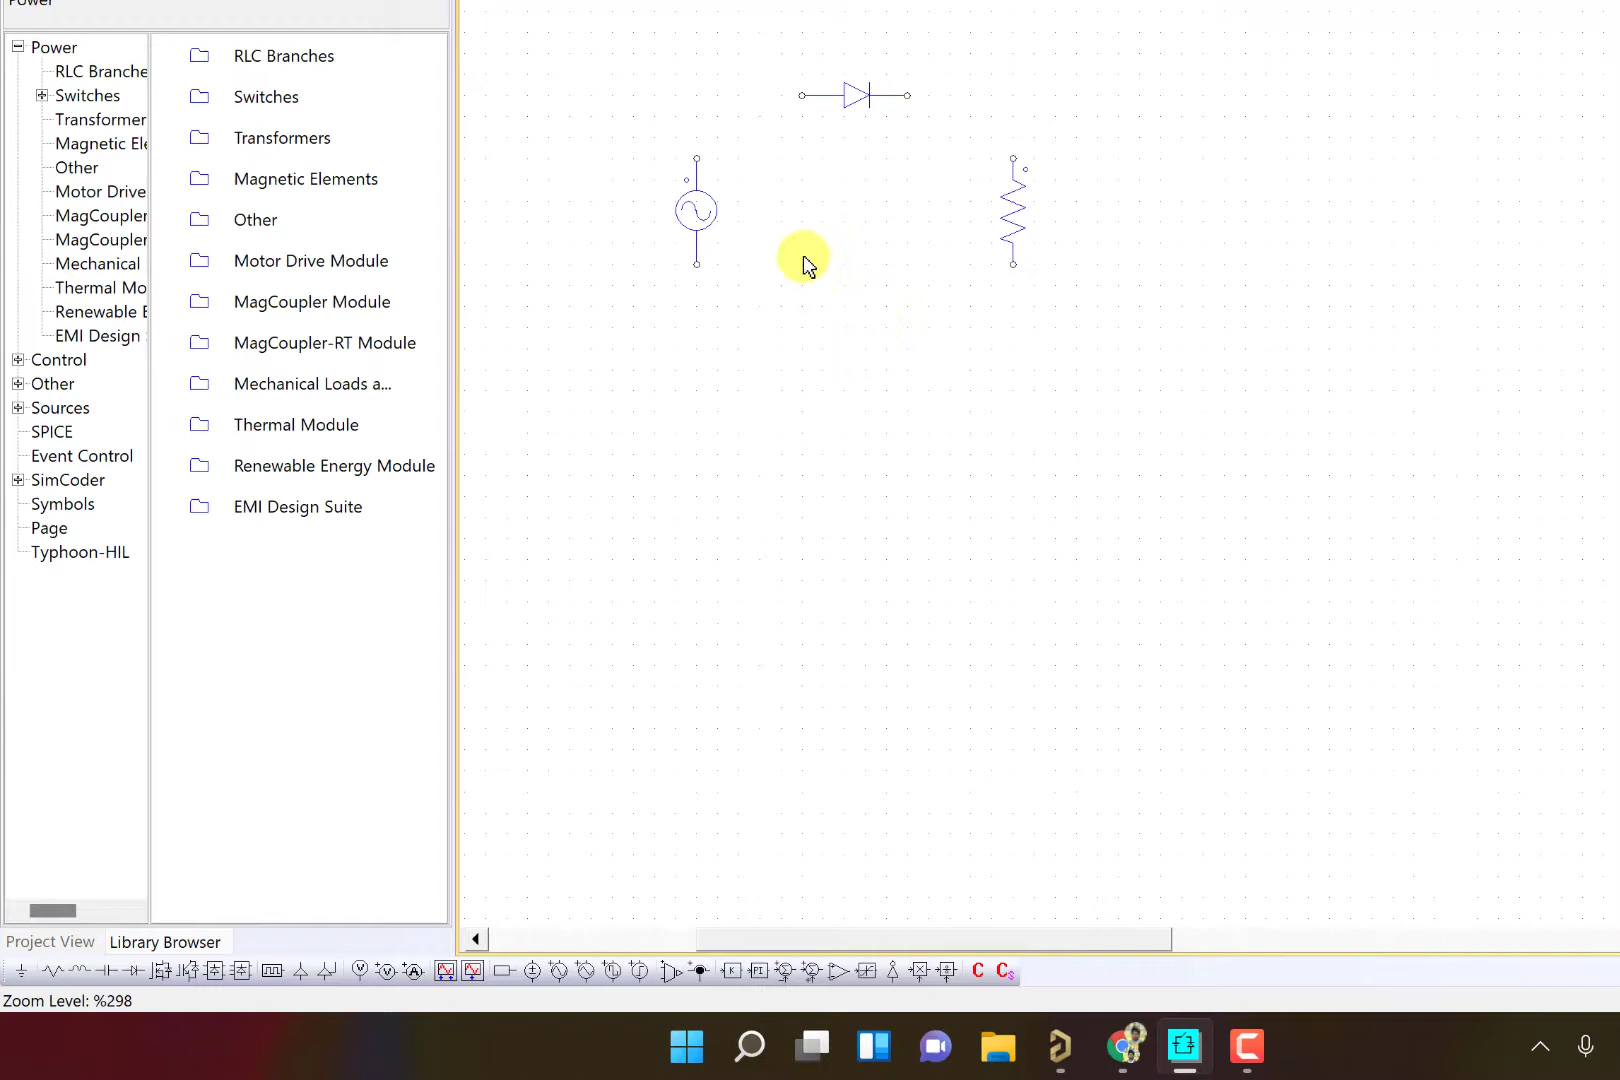 Power
Power
RLC Branche
Switches
Transformer
Magnetic Ele
Other
Motor Drive
MagCoupler
MagCoupler
Mechanical
Thermal Mo
Renewable E
EMI Design
Control
Other
Sources
SPICE
Event Control
SimCoder
Symbols
Page
Typhoon-HIL
RLC Branches
Switches
Transformers
Magnetic Elements
Other
Motor Drive Module
MagCoupler Module
MagCoupler-RT Module
Mechanical Loads a...
Thermal Module
Renewable Energy Module
EMI Design Suite
Project View
Library Browser
V V A K PI C Cs
Zoom Level: %298